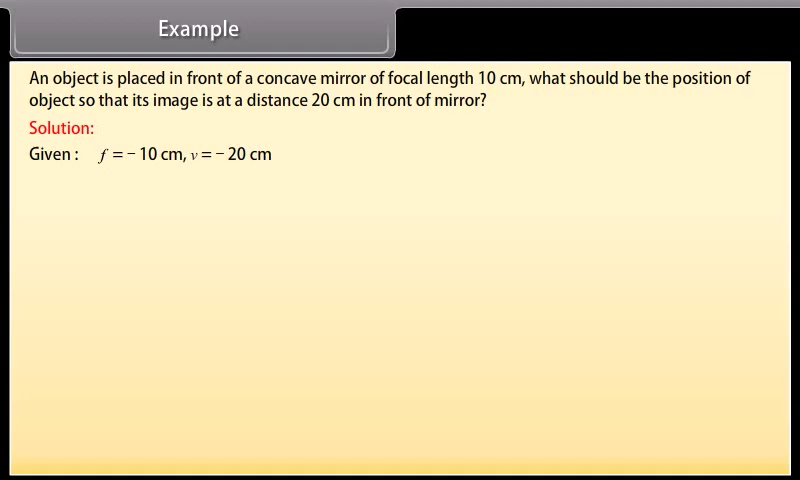 Example
An object is placed in front of a concave mirror of focal length 10 cm, what should be the position of
object so that its image is at a distance 20 cm in front of mirror?
Solution:
Given : f = − 10 cm, v = − 20 cm